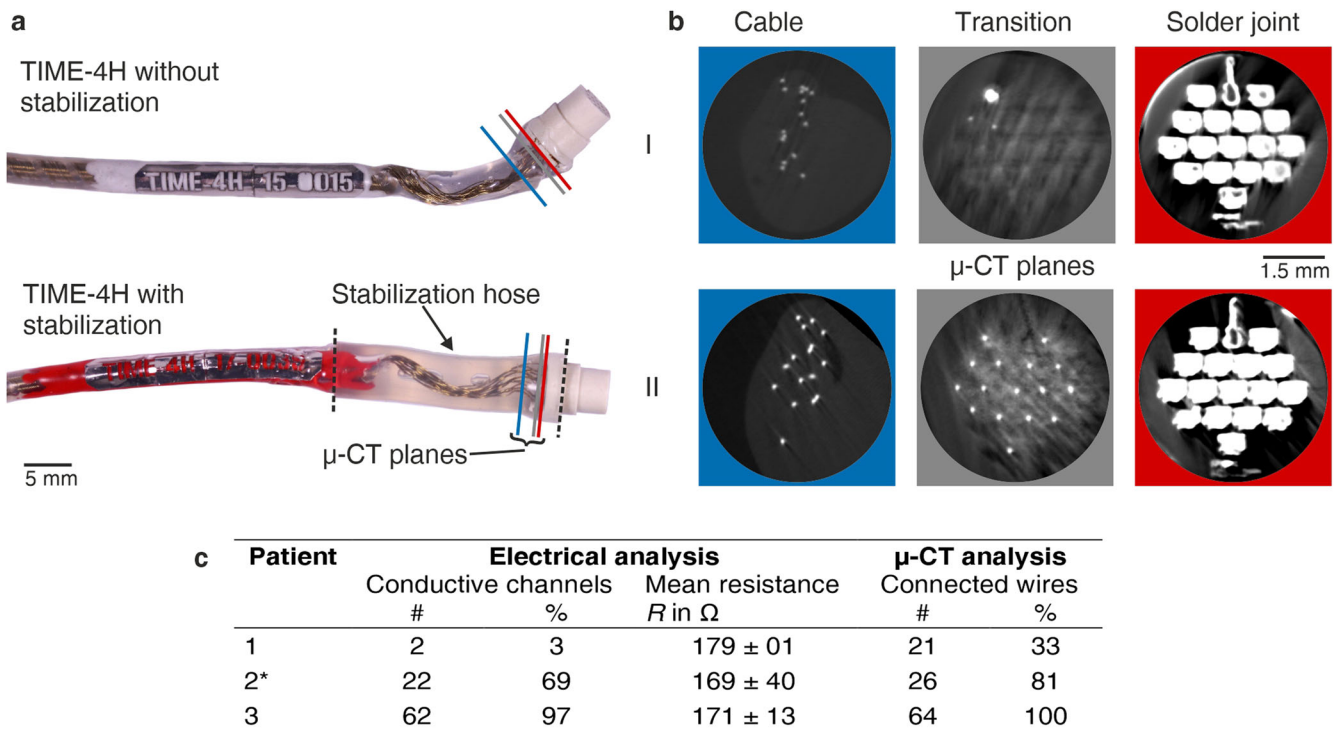 a
TIME-4H without
stabilization
TIME 4H 15-0015
TIME-4H with
stabilization
Stabilization hose
TIME 4H 17
µ-CT planes
5 mm
b
Cable Transition Solder joint
I
µ-CT planes
1.5 mm
II
c
Patient Electrical analysis µ-CT analysis
Conductive channels Mean resistance Connected wires
# % R in Ω # %
1 2 3 179 ± 01 21 33
2* 22 69 169 ± 40 26 81
3 62 97 171 ± 13 64 100